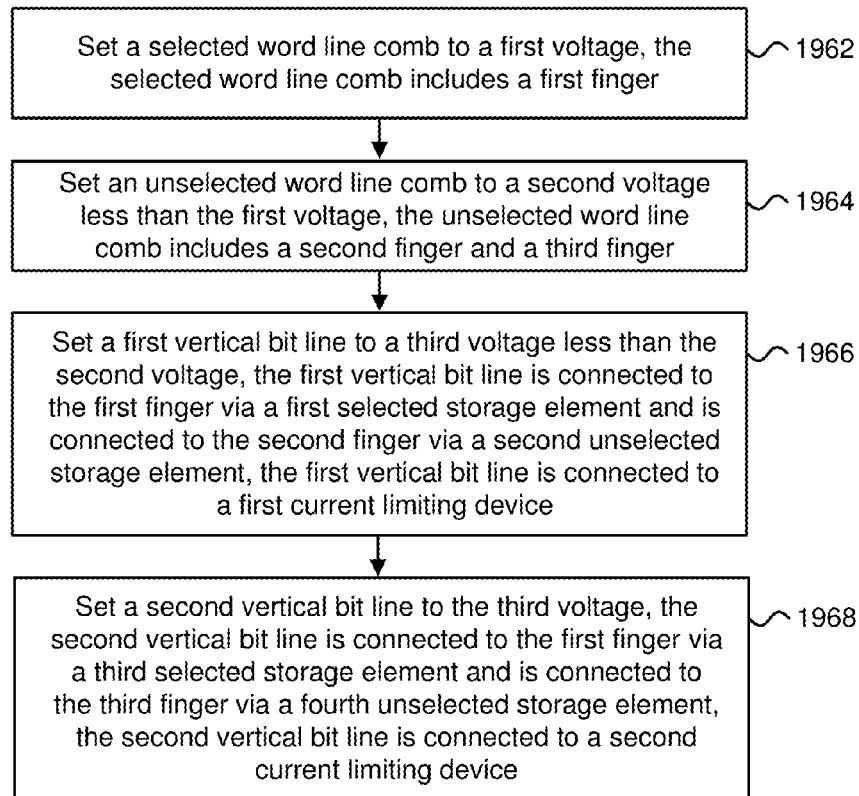 Set a selected word line comb to a first voltage, the
selected word line comb includes a first finger
1962
Set an unselected word line comb to a second voltage
less than the first voltage, the unselected word line
comb includes a second finger and a third finger
1964
Set a first vertical bit line to a third voltage less than the
second voltage, the first vertical bit line is connected to
the first finger via a first selected storage element and is
connected to the second finger via a second unselected
storage element, the first vertical bit line is connected to
a first current limiting device
1966
Set a second vertical bit line to the third voltage, the
second vertical bit line is connected to the first finger via
a third selected storage element and is connected to
the third finger via a fourth unselected storage element,
the second vertical bit line is connected to a second
current limiting device
1968